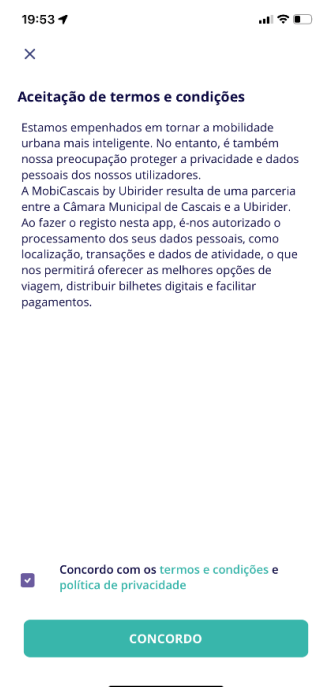 19:53
Aceitação de termos e condições
Estamos empenhados em tornar a mobilidade
urbana mais inteligente. No entanto, é também
nossa preocupação proteger a privacidade e dados
pessoais dos nossos utilizadores.
A MobiCascais by Ubirider resulta de uma parceria
entre a Câmara Municipal de Cascais e a Ubirider.
Ao fazer o registo nesta app, é-nos autorizado o
processamento dos seus dados pessoais, como
localização, transações e dados de atividade, o que
nos permitirá oferecer as melhores opções de
viagem, distribuir bilhetes digitais e facilitar
pagamentos.
Concordo com os termos e condições e
política de privacidade
CONCORDO